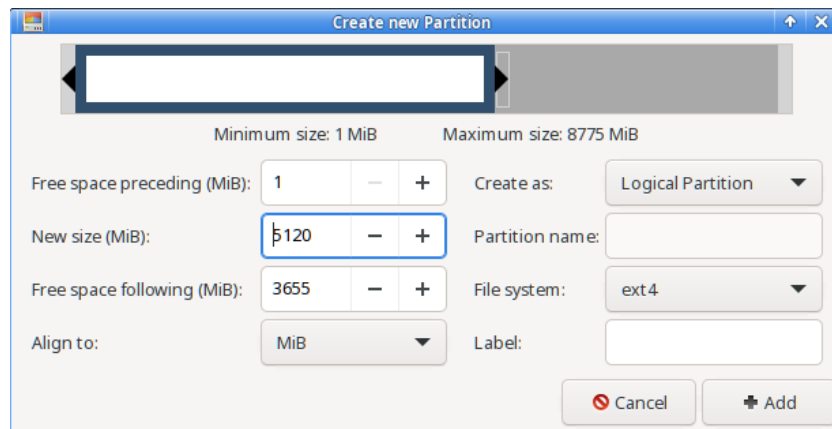 Create new Partition
Minimum size: 1 MiB Maximum size: 8775 MiB
Free space preceding (MiB): 1 Create as: Logical Partition
New size (MiB): 5120 Partition name:
Free space following (MiB): 3655 File system: ext4
Align to: MiB Label:
Cancel Add